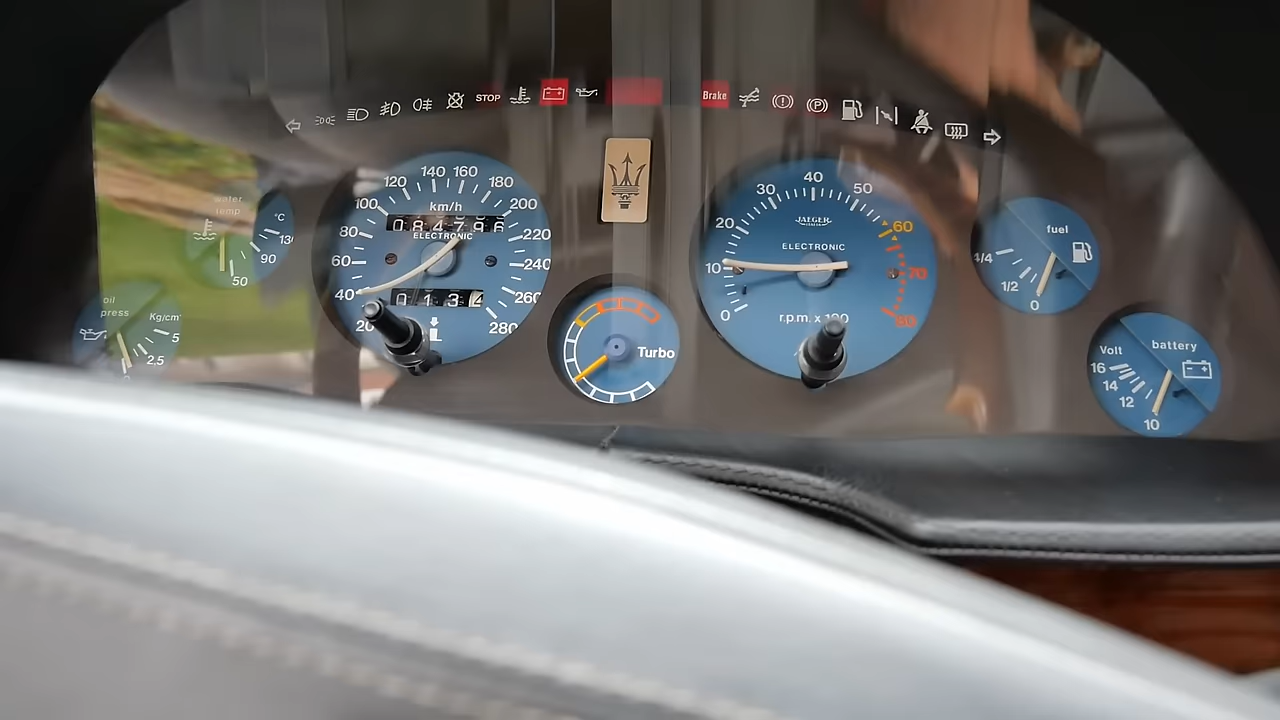 STOP
Brake
water
temp
°C
90
50
oil
press
Kg/cm²
5
2.5
140 160
120 180
100 200
km/h
084796
80 220
ELECTRONIC
60 240
40 260
0134
280
Turbo
40
30 50
20 60
JAEGER
ELECTRONIC
10 70
0 80
r.p.m. x 100
fuel
4/4
1/2
0
Volt battery
16
14
12
10